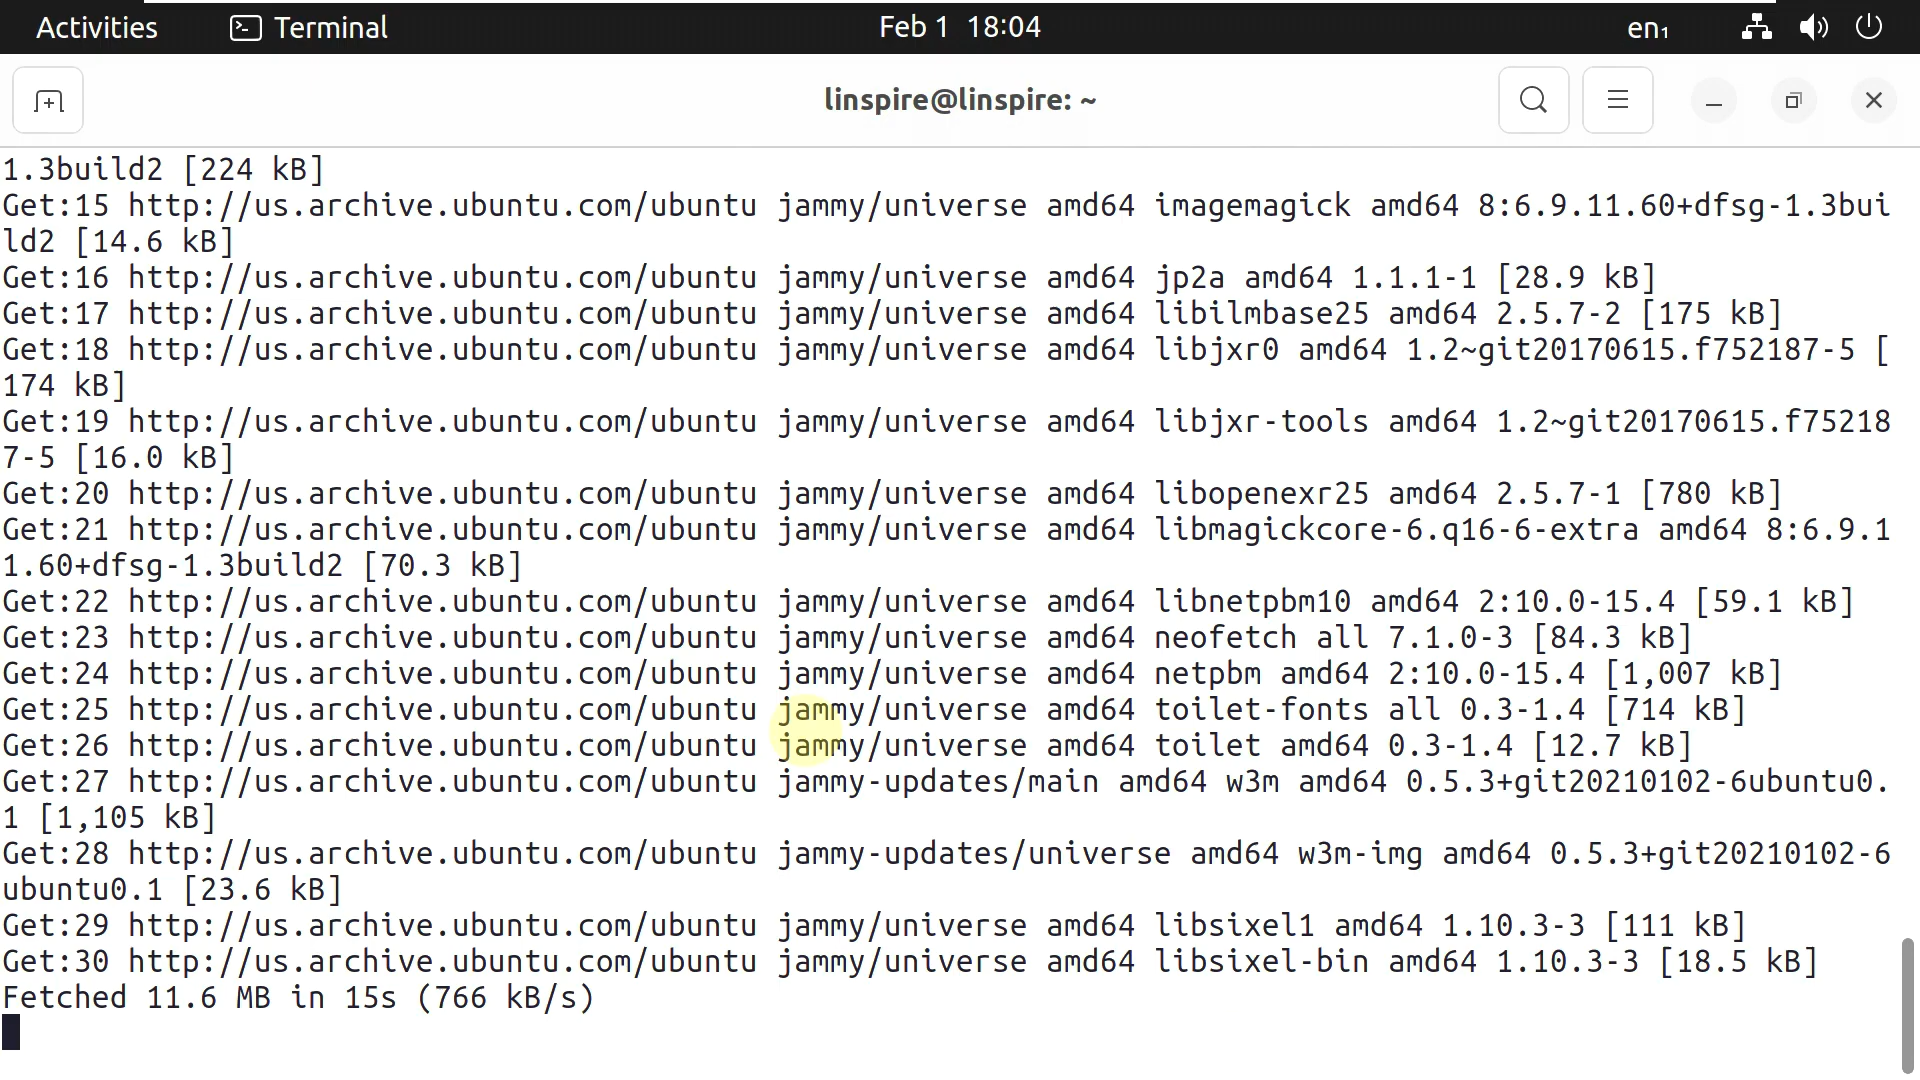 Activities Terminal Feb 1 18:04 en₁
linspire@linspire: ~
1.3build2 [224 kB]
Get:15 http://us.archive.ubuntu.com/ubuntu jammy/universe amd64 imagemagick amd64 8:6.9.11.60+dfsg-1.3bui
ld2 [14.6 kB]
Get:16 http://us.archive.ubuntu.com/ubuntu jammy/universe amd64 jp2a amd64 1.1.1-1 [28.9 kB]
Get:17 http://us.archive.ubuntu.com/ubuntu jammy/universe amd64 libilmbase25 amd64 2.5.7-2 [175 kB]
Get:18 http://us.archive.ubuntu.com/ubuntu jammy/universe amd64 libjxr0 amd64 1.2~git20170615.f752187-5 [
174 kB]
Get:19 http://us.archive.ubuntu.com/ubuntu jammy/universe amd64 libjxr-tools amd64 1.2~git20170615.f75218
7-5 [16.0 kB]
Get:20 http://us.archive.ubuntu.com/ubuntu jammy/universe amd64 libopenexr25 amd64 2.5.7-1 [780 kB]
Get:21 http://us.archive.ubuntu.com/ubuntu jammy/universe amd64 libmagickcore-6.q16-6-extra amd64 8:6.9.1
1.60+dfsg-1.3build2 [70.3 kB]
Get:22 http://us.archive.ubuntu.com/ubuntu jammy/universe amd64 libnetpbm10 amd64 2:10.0-15.4 [59.1 kB]
Get:23 http://us.archive.ubuntu.com/ubuntu jammy/universe amd64 neofetch all 7.1.0-3 [84.3 kB]
Get:24 http://us.archive.ubuntu.com/ubuntu jammy/universe amd64 netpbm amd64 2:10.0-15.4 [1,007 kB]
Get:25 http://us.archive.ubuntu.com/ubuntu jammy/universe amd64 toilet-fonts all 0.3-1.4 [714 kB]
Get:26 http://us.archive.ubuntu.com/ubuntu jammy/universe amd64 toilet amd64 0.3-1.4 [12.7 kB]
Get:27 http://us.archive.ubuntu.com/ubuntu jammy-updates/main amd64 w3m amd64 0.5.3+git20210102-6ubuntu0.
1 [1,105 kB]
Get:28 http://us.archive.ubuntu.com/ubuntu jammy-updates/universe amd64 w3m-img amd64 0.5.3+git20210102-6
ubuntu0.1 [23.6 kB]
Get:29 http://us.archive.ubuntu.com/ubuntu jammy/universe amd64 libsixel1 amd64 1.10.3-3 [111 kB]
Get:30 http://us.archive.ubuntu.com/ubuntu jammy/universe amd64 libsixel-bin amd64 1.10.3-3 [18.5 kB]
Fetched 11.6 MB in 15s (766 kB/s)